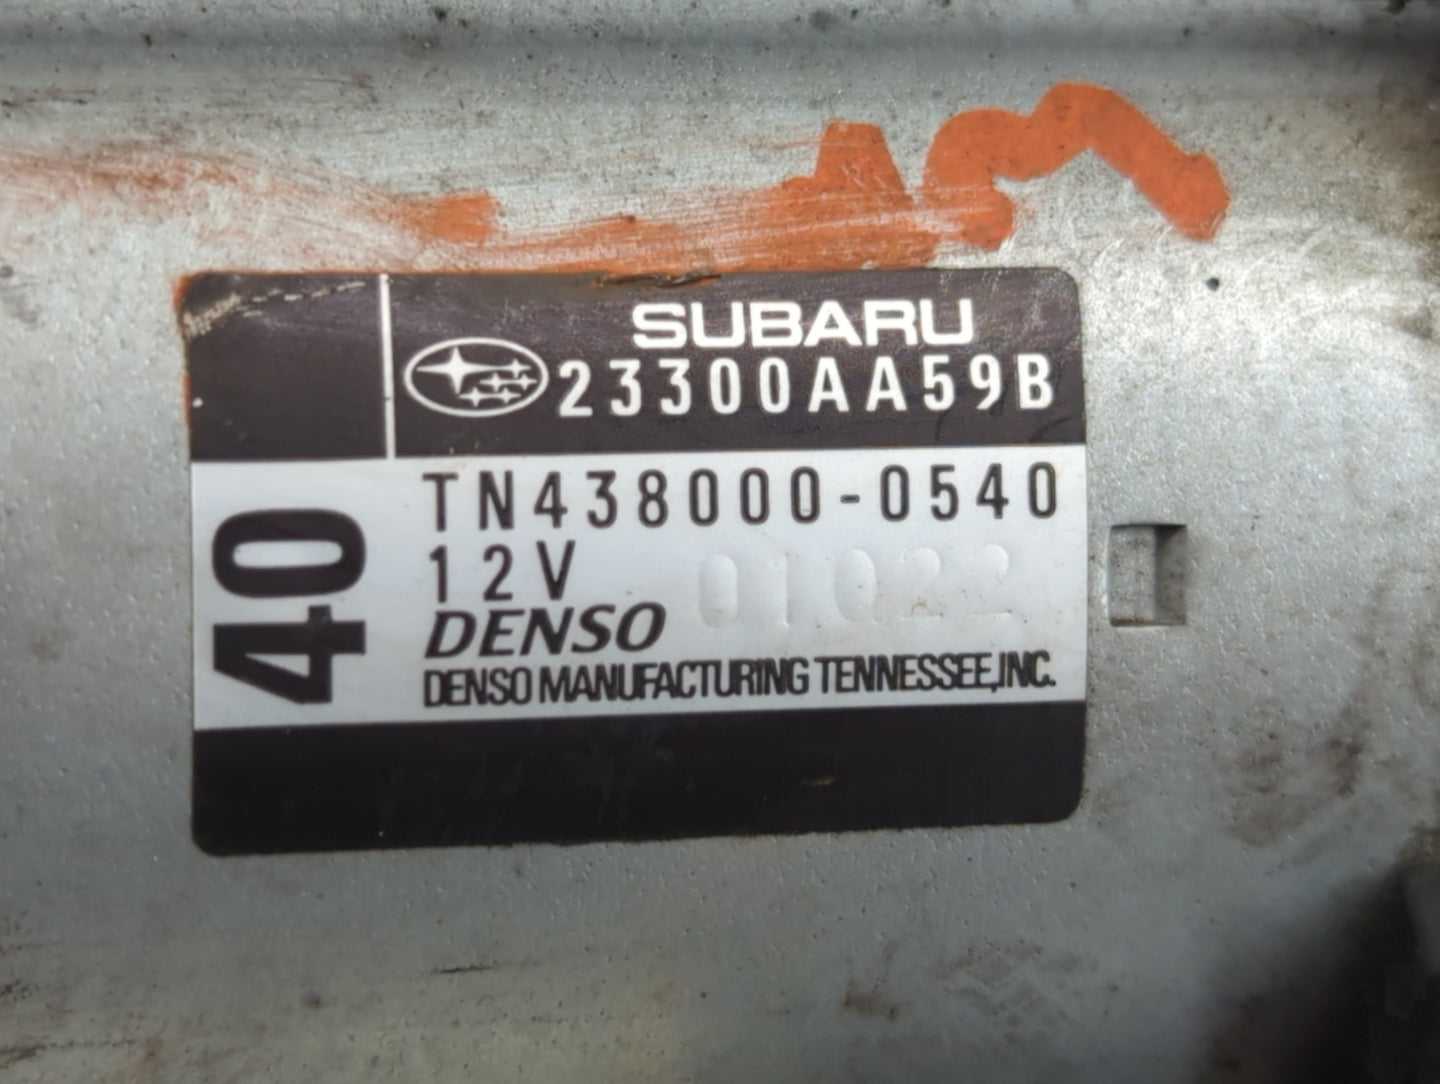 SUBARU
23300AA59B
40
TN438000-0540
12V 01022
DENSO
DENSO MANUFACTURING TENNESSEE,INC.